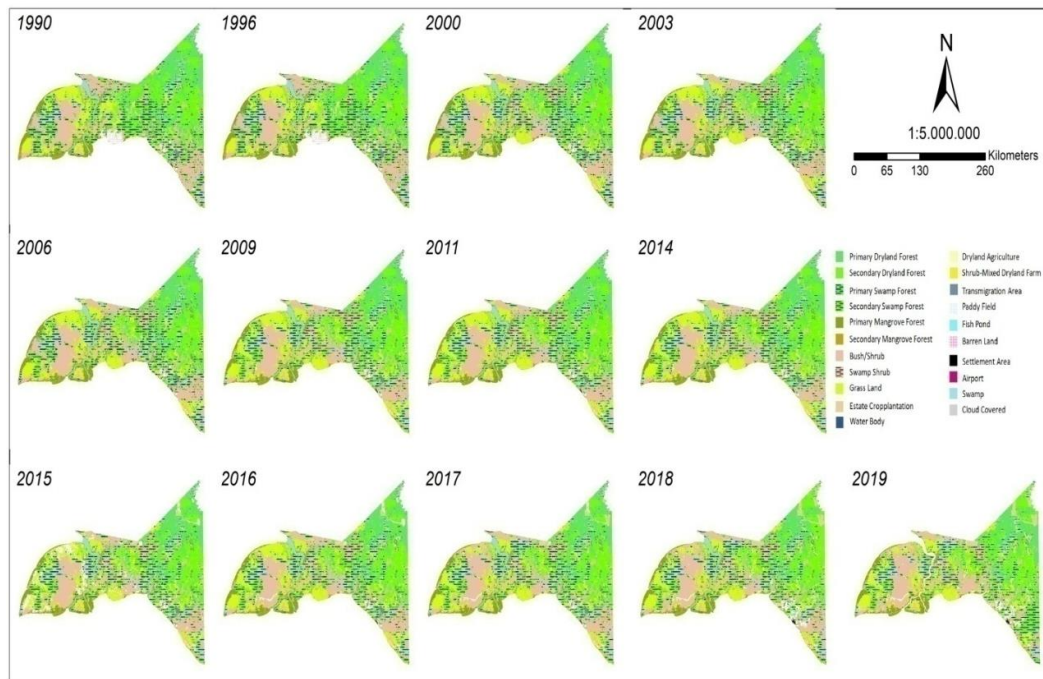 1990
1996
2000
2003
N
1:5.000.000
Kilometers
0 65 130 260
2006
2009
2011
2014
Primary Dryland Forest
Secondary Dryland Forest
Primary Swamp Forest
Secondary Swamp Forest
Primary Mangrove Forest
Secondary Mangrove Forest
Bush/Shrub
Swamp Shrub
Grass Land
Estate Cropplantation
Water Body
Dryland Agriculture
Shrub-Mixed Dryland Farm
Transmigration Area
Paddy Field
Fish Pond
Barren Land
Settlement Area
Airport
Swamp
Cloud Covered
2015
2016
2017
2018
2019